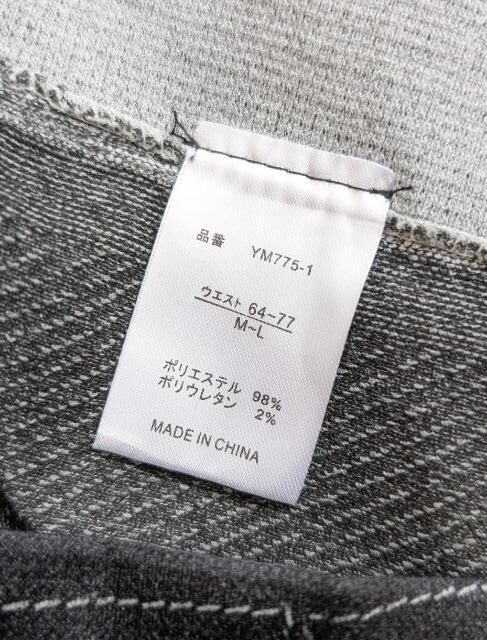 品番 YM775-1
ウエスト 64~77
M~L
ポリエステル 98%
ポリウレタン 2%
MADE IN CHINA